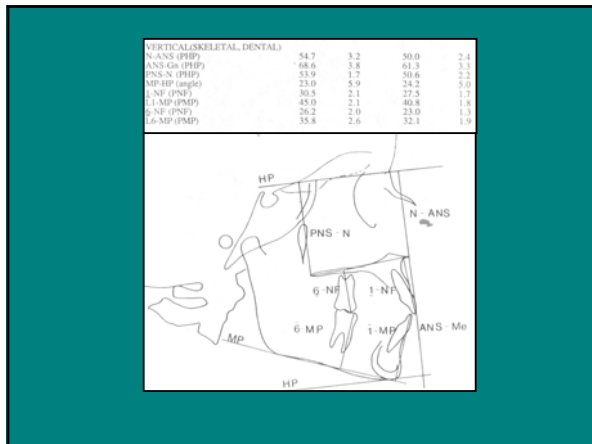 VERTICAL(SKELETAL, DENTAL)
N-ANS (PHP) 54.7 3.2 50.0 2.4
ANS-Gn (PHP) 68.6 3.8 61.3 3.3
PNS-N (PHP) 53.9 1.7 50.6 2.2
MP-HP (angle) 23.0 5.9 24.2 5.0
1-NF (PNF) 30.5 2.1 27.5 1.7
L1-MP (PMP) 45.0 2.1 40.8 1.8
6-NF (PNF) 26.2 2.0 23.0 1.3
L6-MP (PMP) 35.8 2.6 32.1 1.9
HP
N-ANS
PNS-N
6-NF 1-NF
6-MP 1-MP ANS-Me
MP
HP